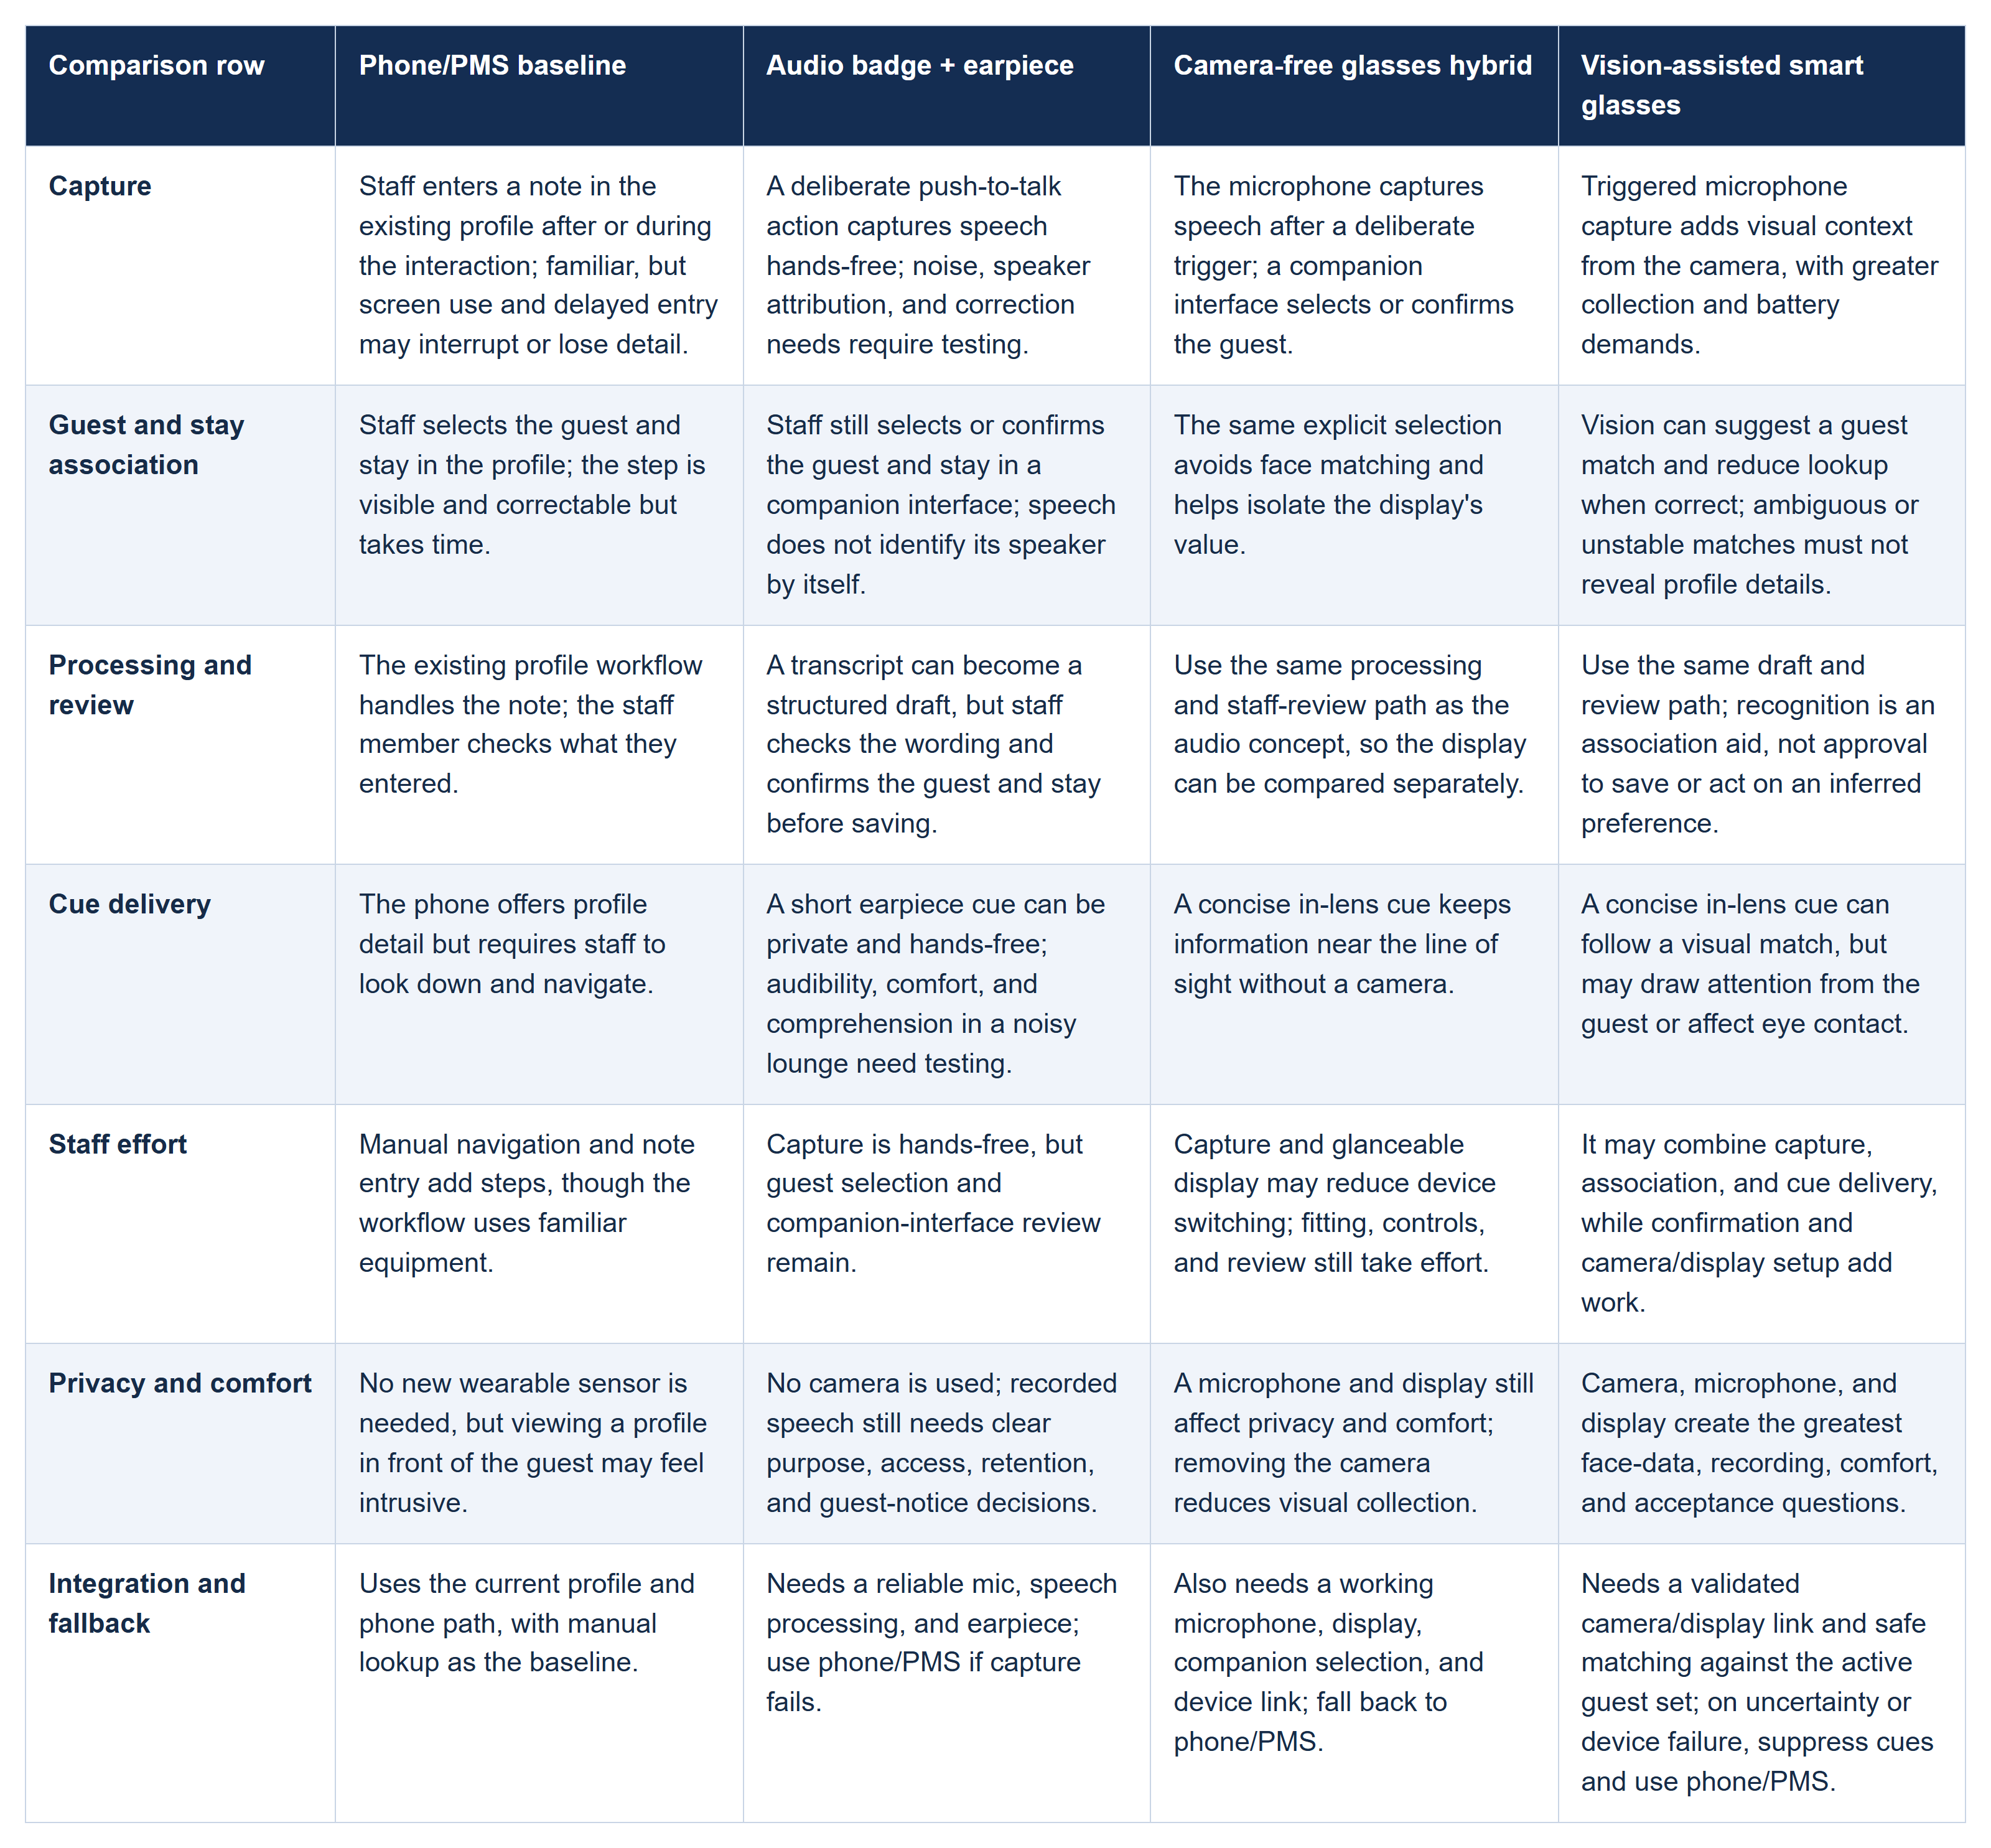 Comparison row
Phone/PMS baseline
Audio badge + earpiece
Camera-free glasses hybrid
Vision-assisted smart
glasses
Capture
Staff enters a note in the
existing profile after or during
the interaction; familiar, but
screen use and delayed entry
may interrupt or lose detail.
A deliberate push-to-talk
action captures speech
hands-free; noise, speaker
attribution, and correction
needs require testing.
The microphone captures
speech after a deliberate
trigger; a companion
interface selects or confirms
the guest.
Triggered microphone
capture adds visual context
from the camera, with greater
collection and battery
demands.
Guest and stay
association
Staff selects the guest and
stay in the profile; the step is
visible and correctable but
takes time.
Staff still selects or confirms
the guest and stay in a
companion interface; speech
does not identify its speaker
by itself.
The same explicit selection
avoids face matching and
helps isolate the display's
value.
Vision can suggest a guest
match and reduce lookup
when correct; ambiguous or
unstable matches must not
reveal profile details.
Processing and
review
The existing profile workflow
handles the note; the staff
member checks what they
entered.
A transcript can become a
structured draft, but staff
checks the wording and
confirms the guest and stay
before saving.
Use the same processing
and staff-review path as the
audio concept, so the display
can be compared separately.
Use the same draft and
review path; recognition is an
association aid, not approval
to save or act on an inferred
preference.
Cue delivery
The phone offers profile
detail but requires staff to
look down and navigate.
A short earpiece cue can be
private and hands-free;
audibility, comfort, and
comprehension in a noisy
lounge need testing.
A concise in-lens cue keeps
information near the line of
sight without a camera.
A concise in-lens cue can
follow a visual match, but
may draw attention from the
guest or affect eye contact.
Staff effort
Manual navigation and note
entry add steps, though the
workflow uses familiar
equipment.
Capture is hands-free, but
guest selection and
companion-interface review
remain.
Capture and glanceable
display may reduce device
switching; fitting, controls,
and review still take effort.
It may combine capture,
association, and cue delivery,
while confirmation and
camera/display setup add
work.
Privacy and comfort
No new wearable sensor is
needed, but viewing a profile
in front of the guest may feel
intrusive.
No camera is used; recorded
speech still needs clear
purpose, access, retention,
and guest-notice decisions.
A microphone and display still
affect privacy and comfort;
removing the camera
reduces visual collection.
Camera, microphone, and
display create the greatest
face-data, recording, comfort,
and acceptance questions.
Integration and
fallback
Uses the current profile and
phone path, with manual
lookup as the baseline.
Needs a reliable mic, speech
processing, and earpiece;
use phone/PMS if capture
fails.
Also needs a working
microphone, display,
companion selection, and
device link; fall back to
phone/PMS.
Needs a validated
camera/display link and safe
matching against the active
guest set; on uncertainty or
device failure, suppress cues
and use phone/PMS.